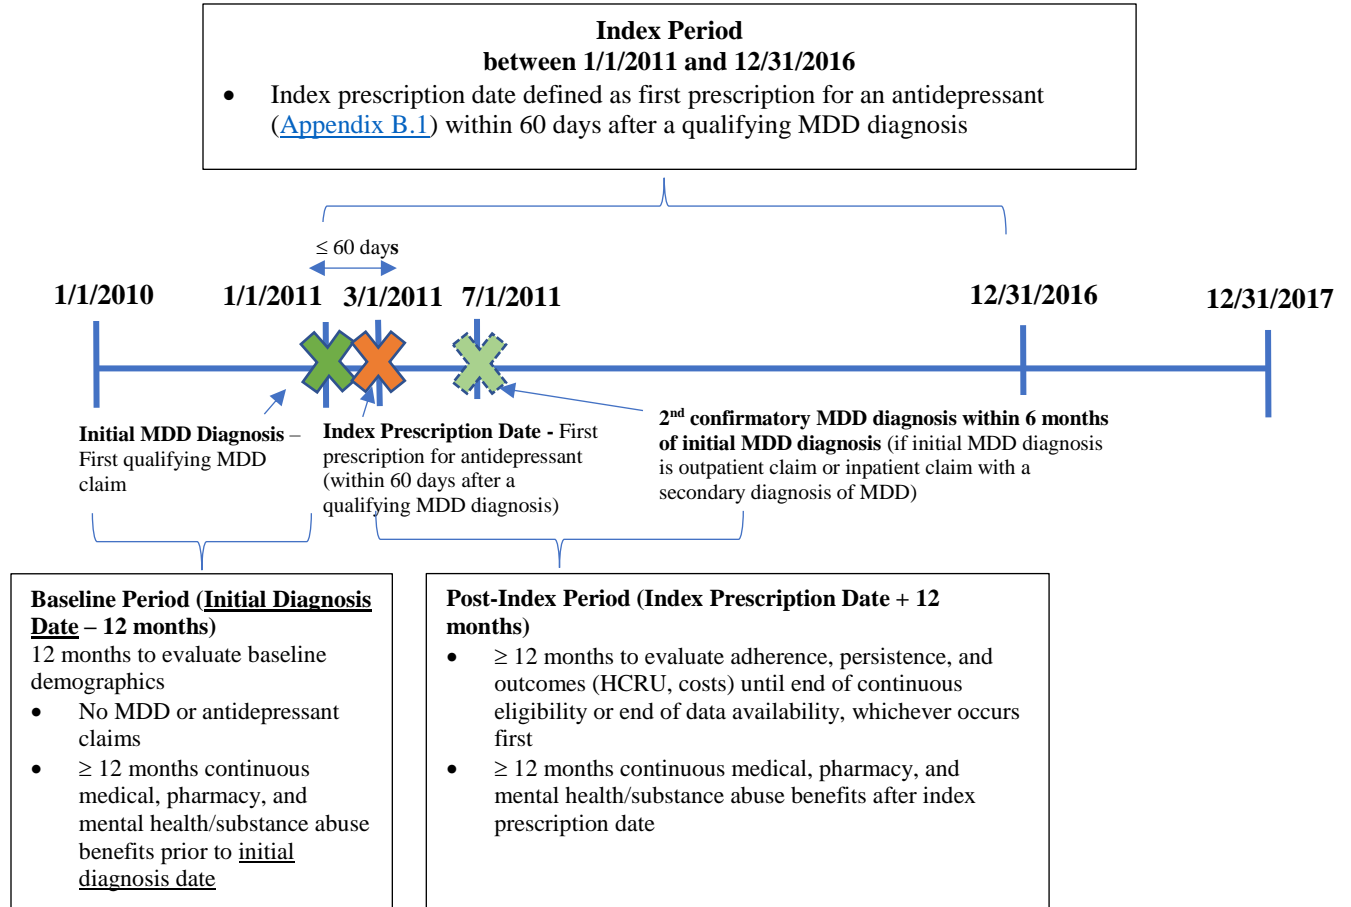 Index Period
between 1/1/2011 and 12/31/2016
• Index prescription date defined as first prescription for an antidepressant
(Appendix B.1) within 60 days after a qualifying MDD diagnosis
≤ 60 days
1/1/2010
1/1/2011
3/1/2011
7/1/2011
12/31/2016
12/31/2017
Initial MDD Diagnosis –
First qualifying MDD
claim
Index Prescription Date - First
prescription for antidepressant
(within 60 days after a
qualifying MDD diagnosis)
2nd confirmatory MDD diagnosis within 6 months
of initial MDD diagnosis (if initial MDD diagnosis
is outpatient claim or inpatient claim with a
secondary diagnosis of MDD)
Baseline Period (Initial Diagnosis
Date – 12 months)
12 months to evaluate baseline
demographics
• No MDD or antidepressant
claims
• ≥ 12 months continuous
medical, pharmacy, and
mental health/substance abuse
benefits prior to initial
diagnosis date
Post-Index Period (Index Prescription Date + 12
months)
• ≥ 12 months to evaluate adherence, persistence, and
outcomes (HCRU, costs) until end of continuous
eligibility or end of data availability, whichever occurs
first
• ≥ 12 months continuous medical, pharmacy, and
mental health/substance abuse benefits after index
prescription date